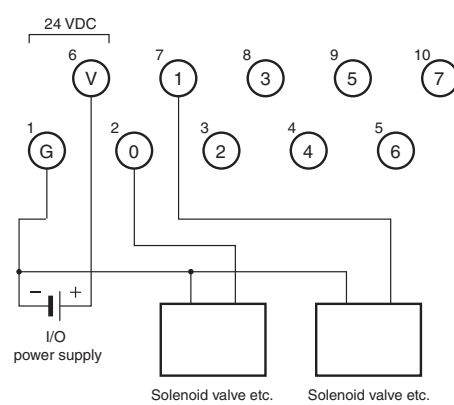 24 VDC
6 7 8 9 10
V 1 3 5 7
1 2 3 4 5
G 0 2 4 6
− +
I/O
power supply
Solenoid valve etc. Solenoid valve etc.